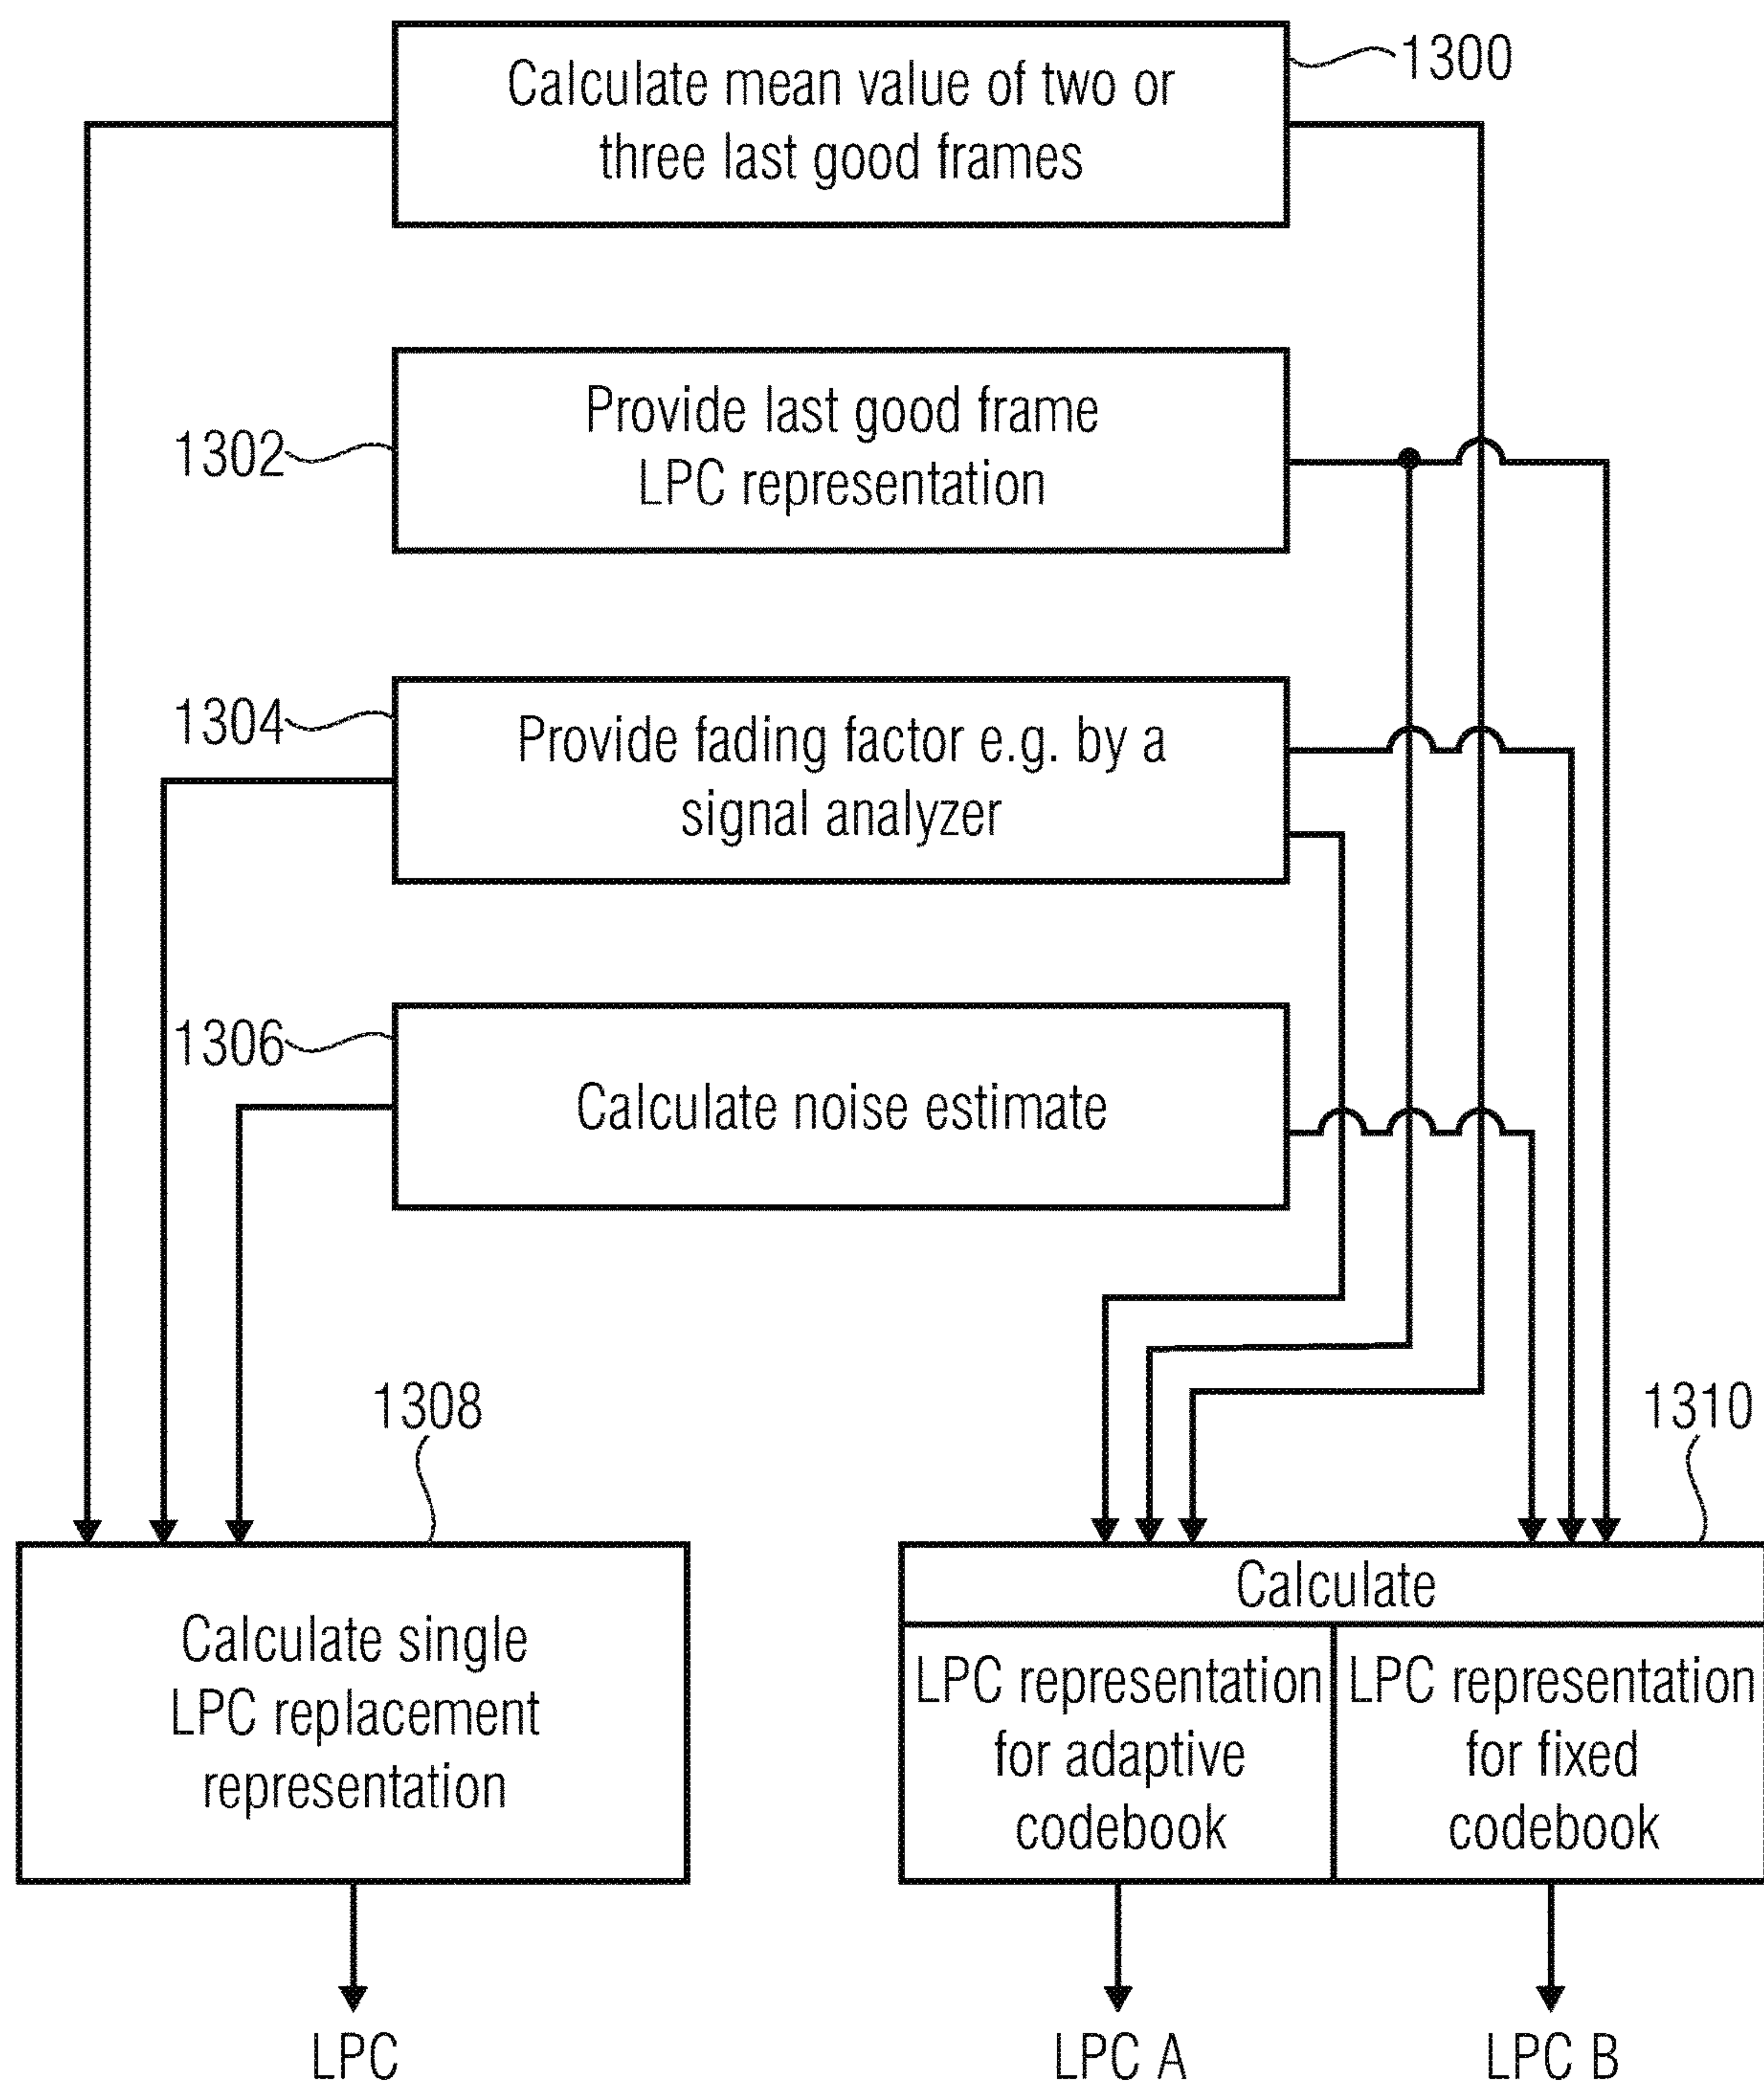 Calculate mean value of two or
three last good frames
1300
Provide last good frame
LPC representation
1302
1304
Provide fading factor e.g. by a
signal analyzer
1306
Calculate noise estimate
1308
1310
Calculate single
LPC replacement
representation
Calculate
LPC representation
for adaptive
codebook
LPC representation
for fixed
codebook
LPC
LPC A
LPC B